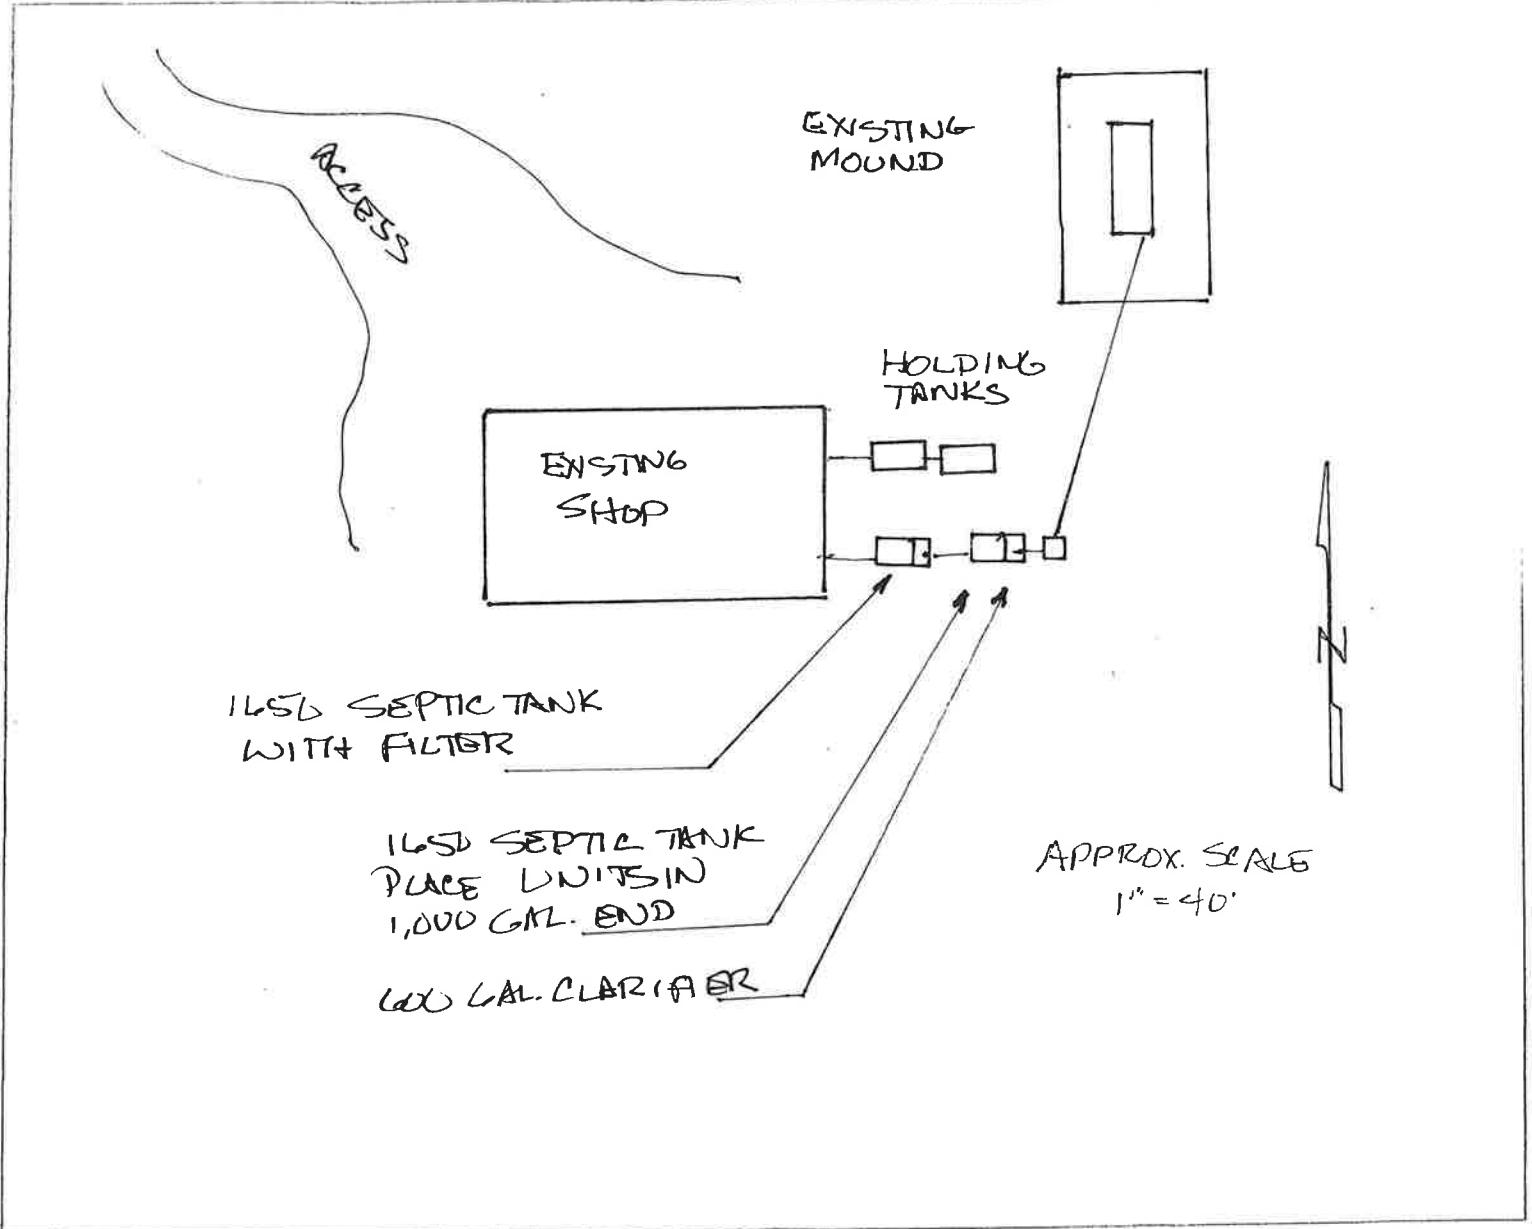 EXISTING
MOUND
ACCESS
HOLDING
TANKS
EXISTING
SHOP
N
1650 SEPTIC TANK
WITH FILTER
1650 SEPTIC TANK
PLACE UNITS IN
1,000 GAL. END
600 GAL. CLARIFIER
APPROX. SCALE
1" = 40'